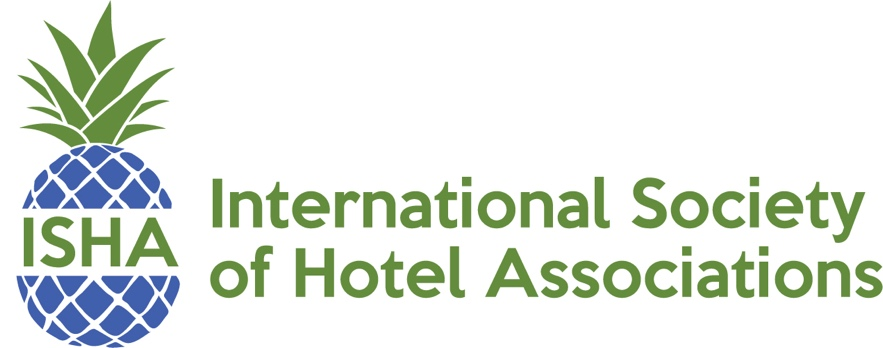 ISHA
International Society
of Hotel Associations